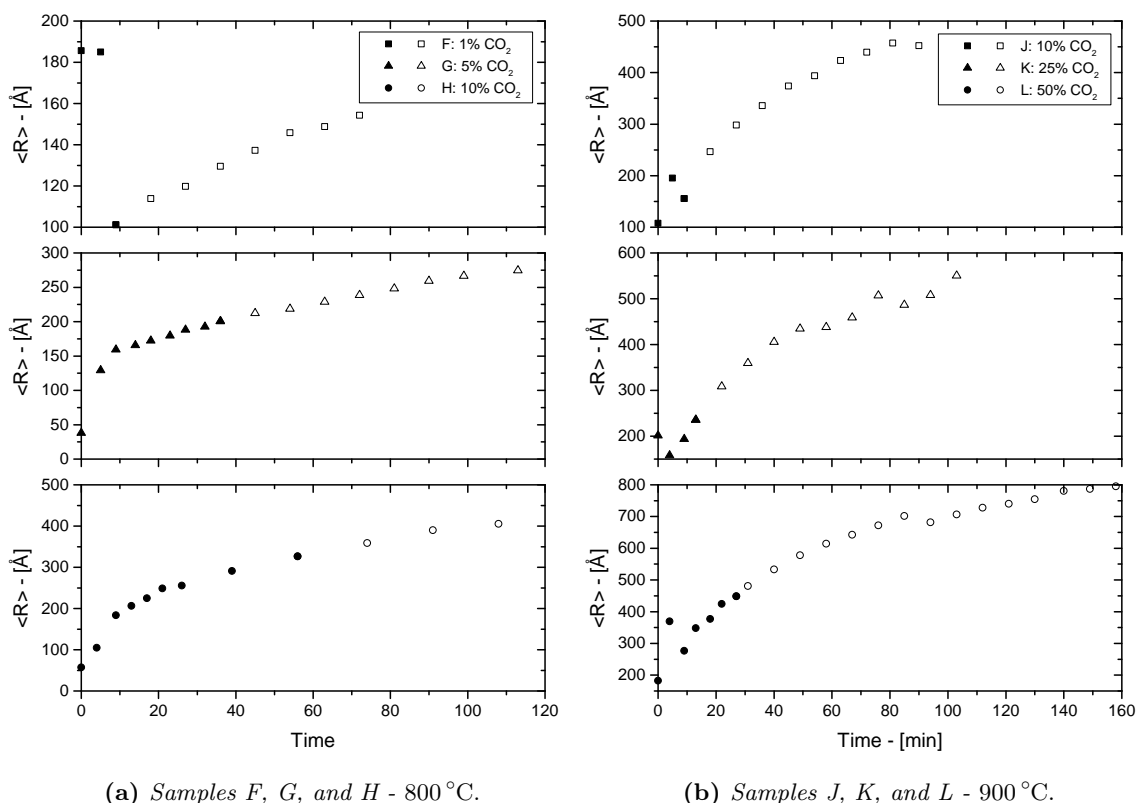 200
180
160
140
120
100
<R> - [Å]
F: 1% CO2
G: 5% CO2
H: 10% CO2
300
250
200
150
100
50
0
<R> - [Å]
500
400
300
200
100
0
<R> - [Å]
0 20 40 60 80 100 120
Time
(a) Samples F, G, and H - 800 °C.
500
400
300
200
100
<R> - [Å]
J: 10% CO2
K: 25% CO2
L: 50% CO2
600
500
400
300
200
<R> - [Å]
800
700
600
500
400
300
200
<R> - [Å]
0 20 40 60 80 100 120 140 160
Time - [min]
(b) Samples J, K, and L - 900 °C.